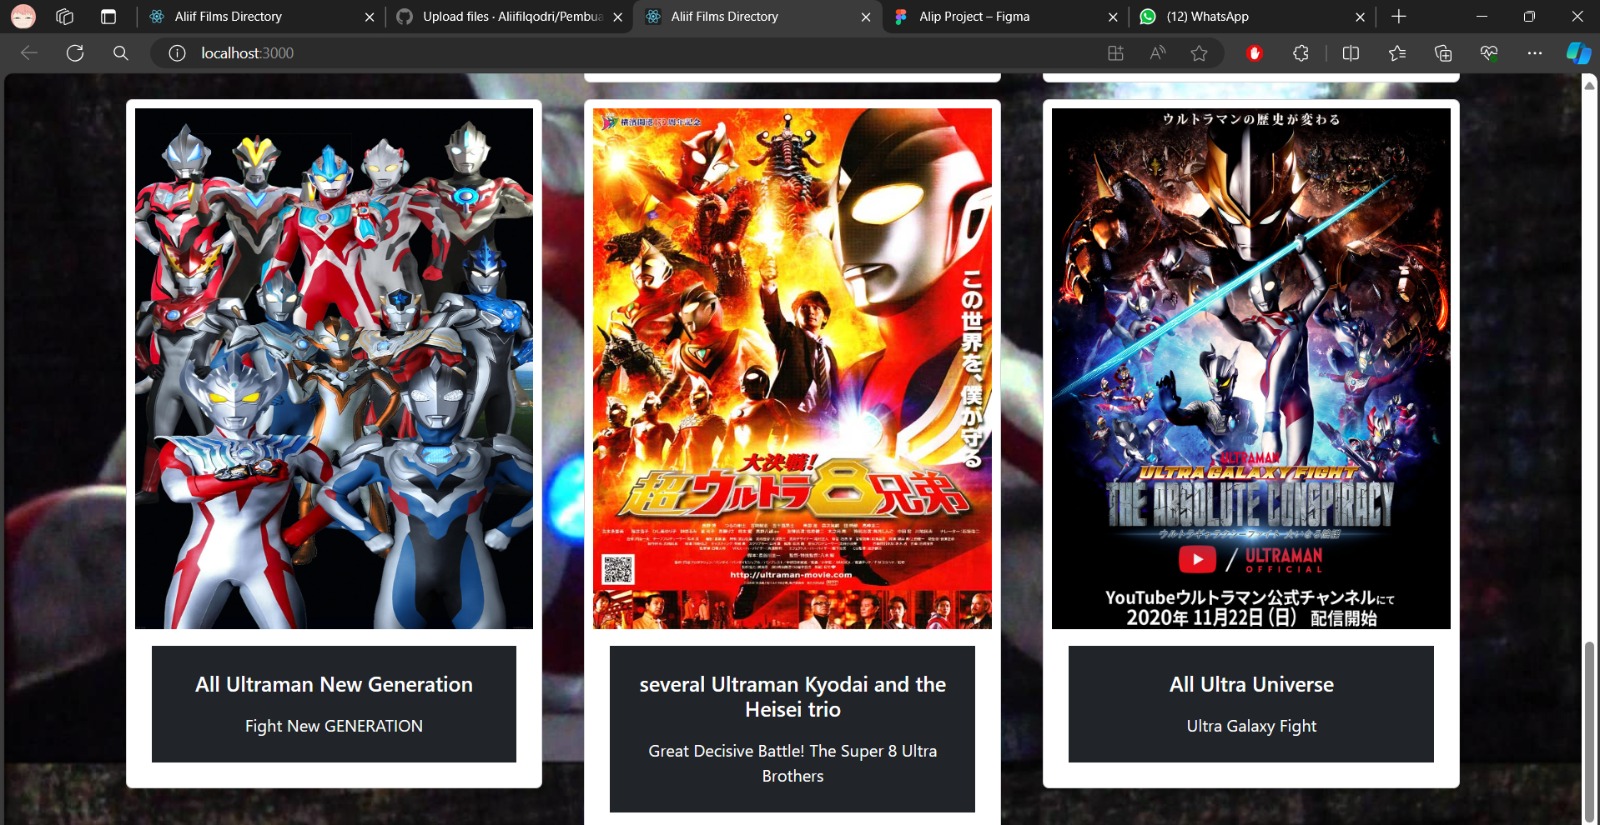 Aliif Films Directory
Upload files · Aliifilqodri/Pembua
Aliif Films Directory
Alip Project – Figma
(12) WhatsApp
localhost:3000
この世界を、僕が守る
大決戦!
超ウルトラ8兄弟
http://ultraman-movie.com
ウルトラマンの歴史が変わる
ULTRAMAN
ULTRA GALAXY FIGHT
THE ABSOLUTE CONSPIRACY
/ ULTRAMAN
OFFICIAL
YouTubeウルトラマン公式チャンネルにて
2020年 11月22日(日) 配信開始
All Ultraman New Generation
Fight New GENERATION
several Ultraman Kyodai and the
Heisei trio
Great Decisive Battle! The Super 8 Ultra
Brothers
All Ultra Universe
Ultra Galaxy Fight